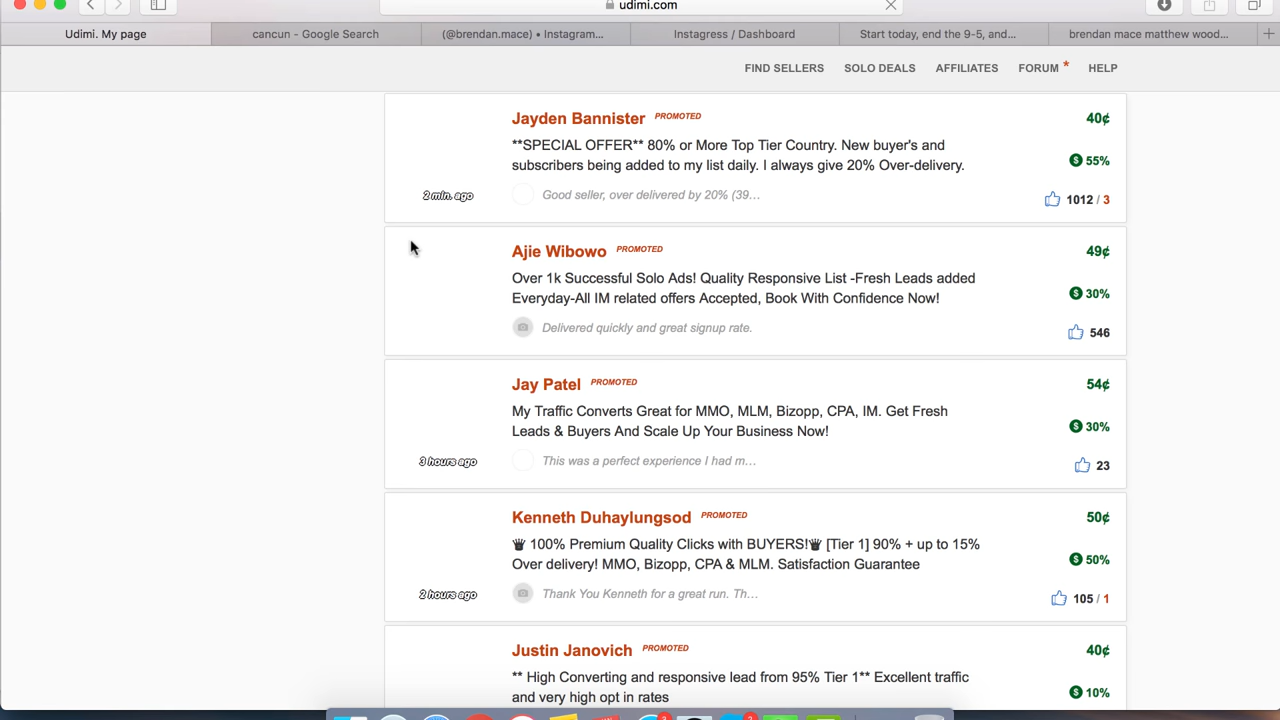 udimi.com
Udimi. My page
cancun - Google Search
(@brendan.mace) • Instagram...
Instagress / Dashboard
Start today, end the 9-5, and...
brendan mace matthew wood...
FIND SELLERS
SOLO DEALS
AFFILIATES
FORUM *
HELP
Jayden Bannister PROMOTED
40¢
**SPECIAL OFFER** 80% or More Top Tier Country. New buyer's and
subscribers being added to my list daily. I always give 20% Over-delivery.
$ 55%
2 min. ago
Good seller, over delivered by 20% (39...
1012 / 3
Ajie Wibowo PROMOTED
49¢
Over 1k Successful Solo Ads! Quality Responsive List -Fresh Leads added
Everyday-All IM related offers Accepted, Book With Confidence Now!
$ 30%
Delivered quickly and great signup rate.
546
Jay Patel PROMOTED
54¢
My Traffic Converts Great for MMO, MLM, Bizopp, CPA, IM. Get Fresh
Leads & Buyers And Scale Up Your Business Now!
$ 30%
3 hours ago
This was a perfect experience I had m...
23
Kenneth Duhaylungsod PROMOTED
50¢
♛ 100% Premium Quality Clicks with BUYERS!♛ [Tier 1] 90% + up to 15%
Over delivery! MMO, Bizopp, CPA & MLM. Satisfaction Guarantee
$ 50%
2 hours ago
Thank You Kenneth for a great run. Th...
105 / 1
Justin Janovich PROMOTED
40¢
** High Converting and responsive lead from 95% Tier 1** Excellent traffic
and very high opt in rates
$ 10%